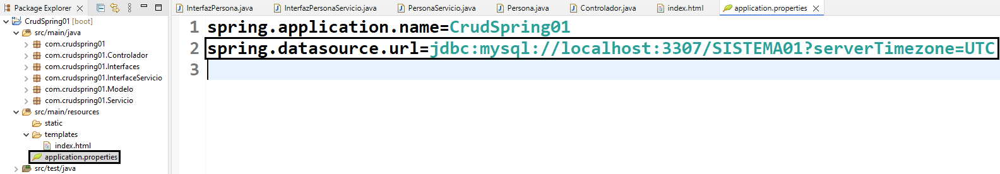 Package Explorer
CrudSpring01 [boot]
src/main/java
com.crudspring01
com.crudspring01.Controlador
com.crudspring01.Interfaces
com.crudspring01.InterfaceServicio
com.crudspring01.Modelo
com.crudspring01.Servicio
src/main/resources
static
templates
index.html
application.properties
src/test/java
InterfazPersona.java InterfazPersonaServicio.java PersonaServicio.java Persona.java Controlador.java index.html application.properties
1 spring.application.name=CrudSpring01
2 spring.datasource.url=jdbc:mysql://localhost:3307/SISTEMA01?serverTimezone=UTC
3